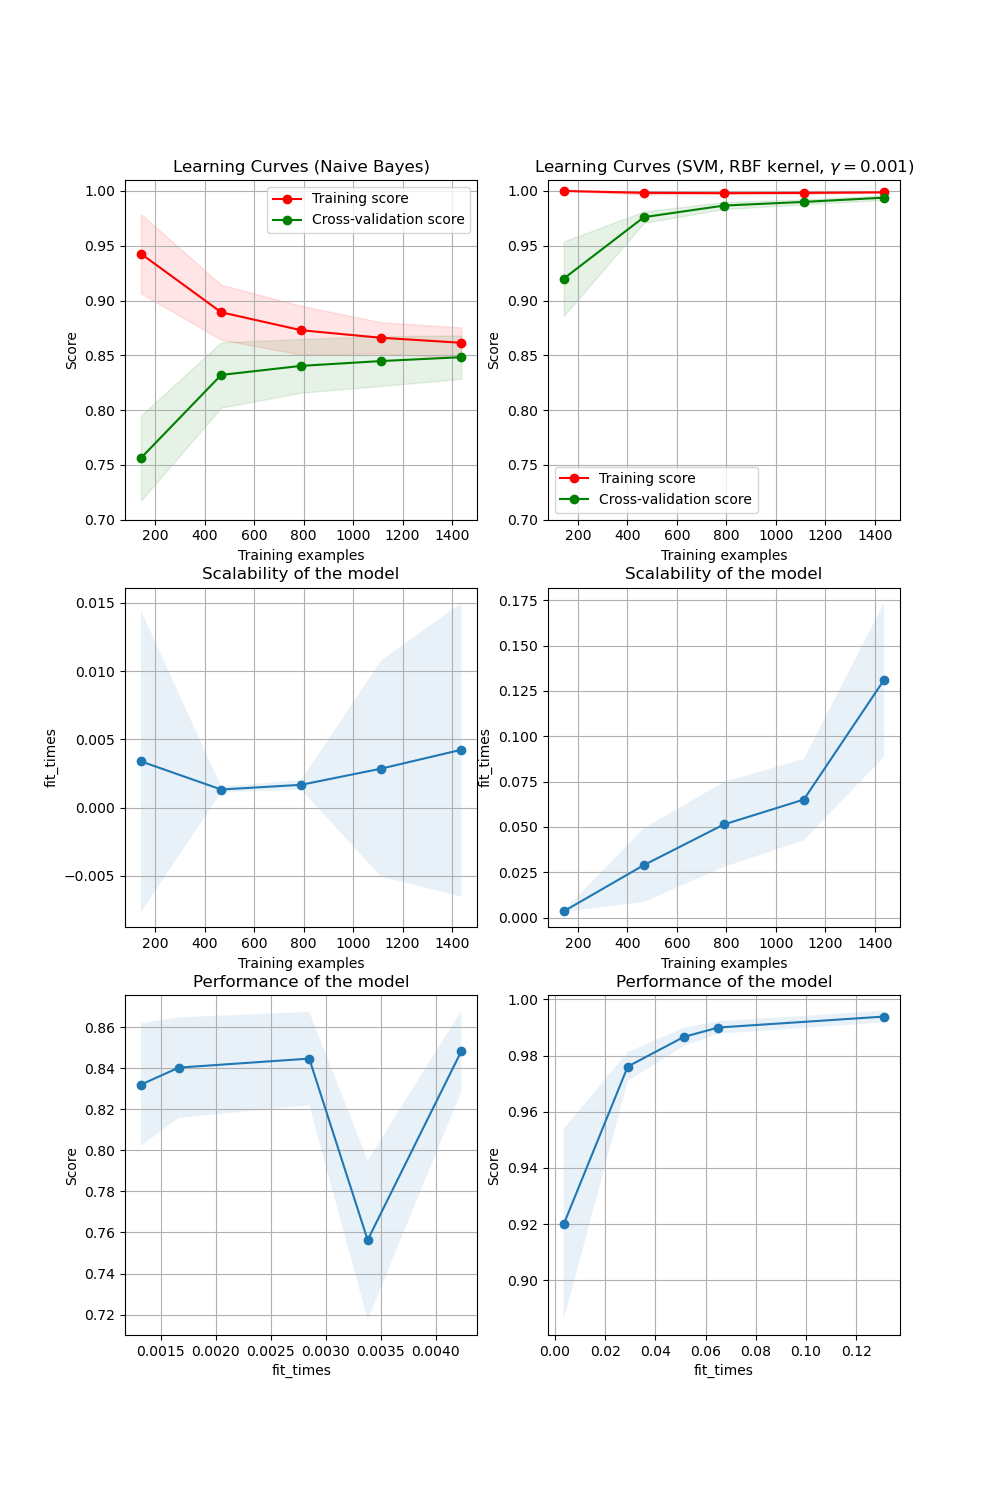 Learning Curves (Naive Bayes)
Learning Curves (SVM, RBF kernel, γ = 0.001)
1.00
0.95
0.90
0.85
0.80
0.75
0.70
Score
Training score
Cross-validation score
200 400 600 800 1000 1200 1400
Training examples
1.00
0.95
0.90
0.85
0.80
0.75
0.70
Score
Training score
Cross-validation score
200 400 600 800 1000 1200 1400
Training examples
Scalability of the model
0.015
0.010
0.005
0.000
−0.005
fit_times
200 400 600 800 1000 1200 1400
Training examples
Scalability of the model
0.175
0.150
0.125
0.100
0.075
0.050
0.025
0.000
fit_times
200 400 600 800 1000 1200 1400
Training examples
Performance of the model
0.86
0.84
0.82
0.80
0.78
0.76
0.74
0.72
Score
0.0015 0.0020 0.0025 0.0030 0.0035 0.0040
fit_times
Performance of the model
1.00
0.98
0.96
0.94
0.92
0.90
Score
0.00 0.02 0.04 0.06 0.08 0.10 0.12
fit_times